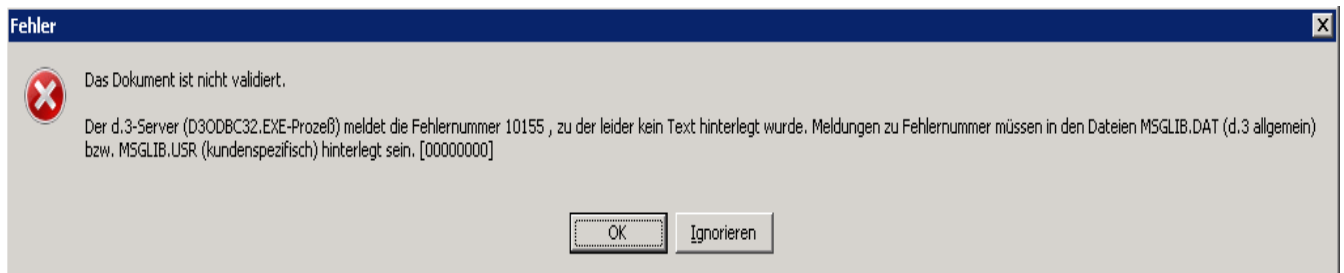 Fehler
Das Dokument ist nicht validiert.
Der d.3-Server (D3ODBC32.EXE-Prozeß) meldet die Fehlernummer 10155 , zu der leider kein Text hinterlegt wurde. Meldungen zu Fehlernummer müssen in den Dateien MSGLIB.DAT (d.3 allgemein)
bzw. MSGLIB.USR (kundenspezifisch) hinterlegt sein. [00000000]
OK Ignorieren